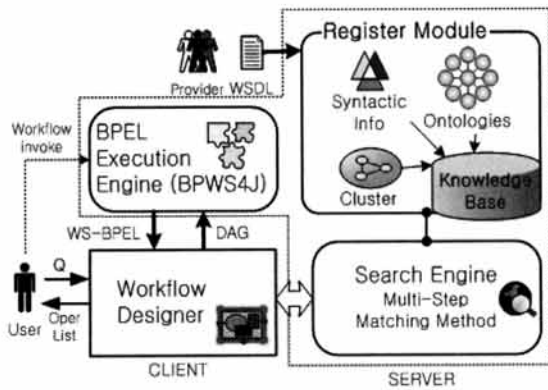 Register Module
Provider WSDL
Syntactic
Info
Ontologies
Cluster
Knowledge
Base
Workflow
invoke
BPEL
Execution
Engine (BPWS4J)
WS-BPEL
DAG
Q
User
Oper
List
Workflow
Designer
CLIENT
Search Engine
Multi-Step
Matching Method
SERVER